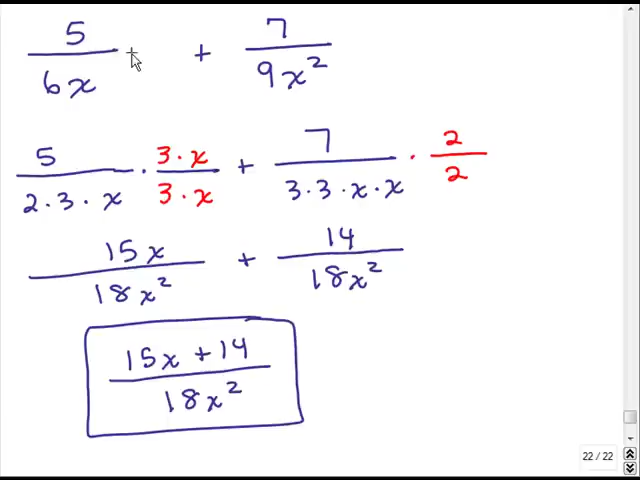 5/6x + 7/9x²
5/2·3·x · 3·x/3·x + 7/3·3·x·x · 2/2
15x/18x² + 14/18x²
15x + 14/18x²
22 / 22